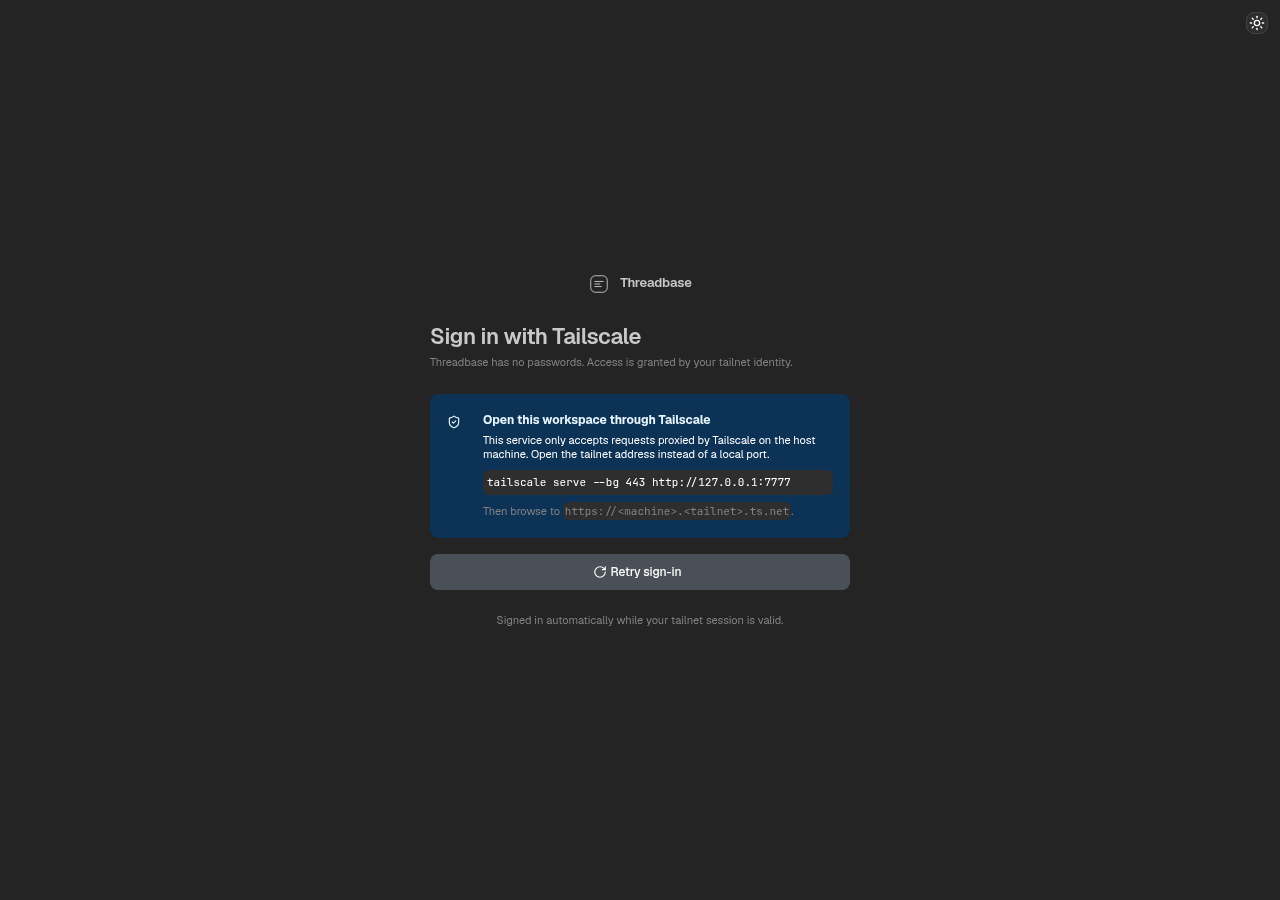 Threadbase
Sign in with Tailscale
Threadbase has no passwords. Access is granted by your tailnet identity.
Open this workspace through Tailscale
This service only accepts requests proxied by Tailscale on the host
machine. Open the tailnet address instead of a local port.
tailscale serve --bg 443 http://127.0.0.1:7777
Then browse to https://<machine>.<tailnet>.ts.net.
Retry sign-in
Signed in automatically while your tailnet session is valid.